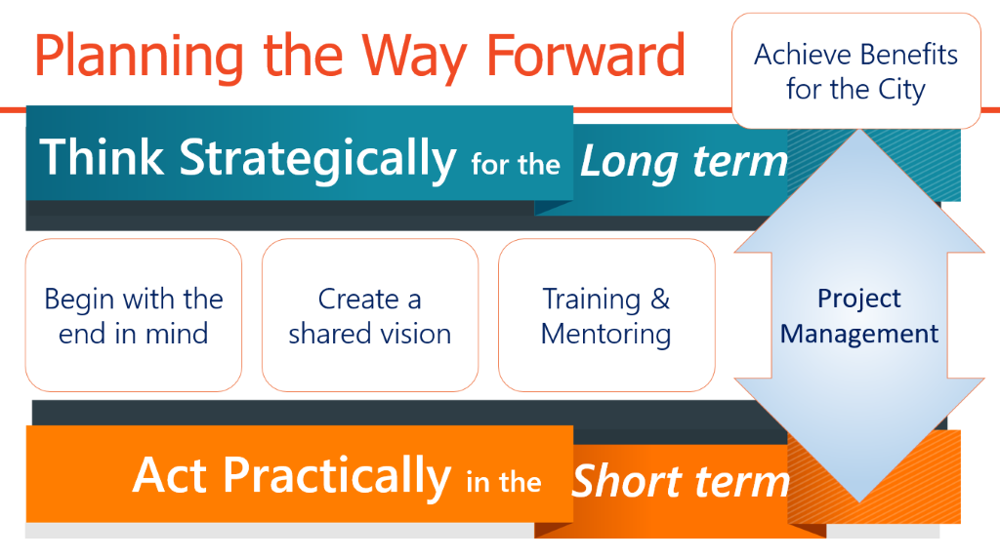 Planning the Way Forward
Achieve Benefits
for the City
Think Strategically for the Long term
Begin with the
end in mind
Create a
shared vision
Training &
Mentoring
Project
Management
Act Practically in the Short term